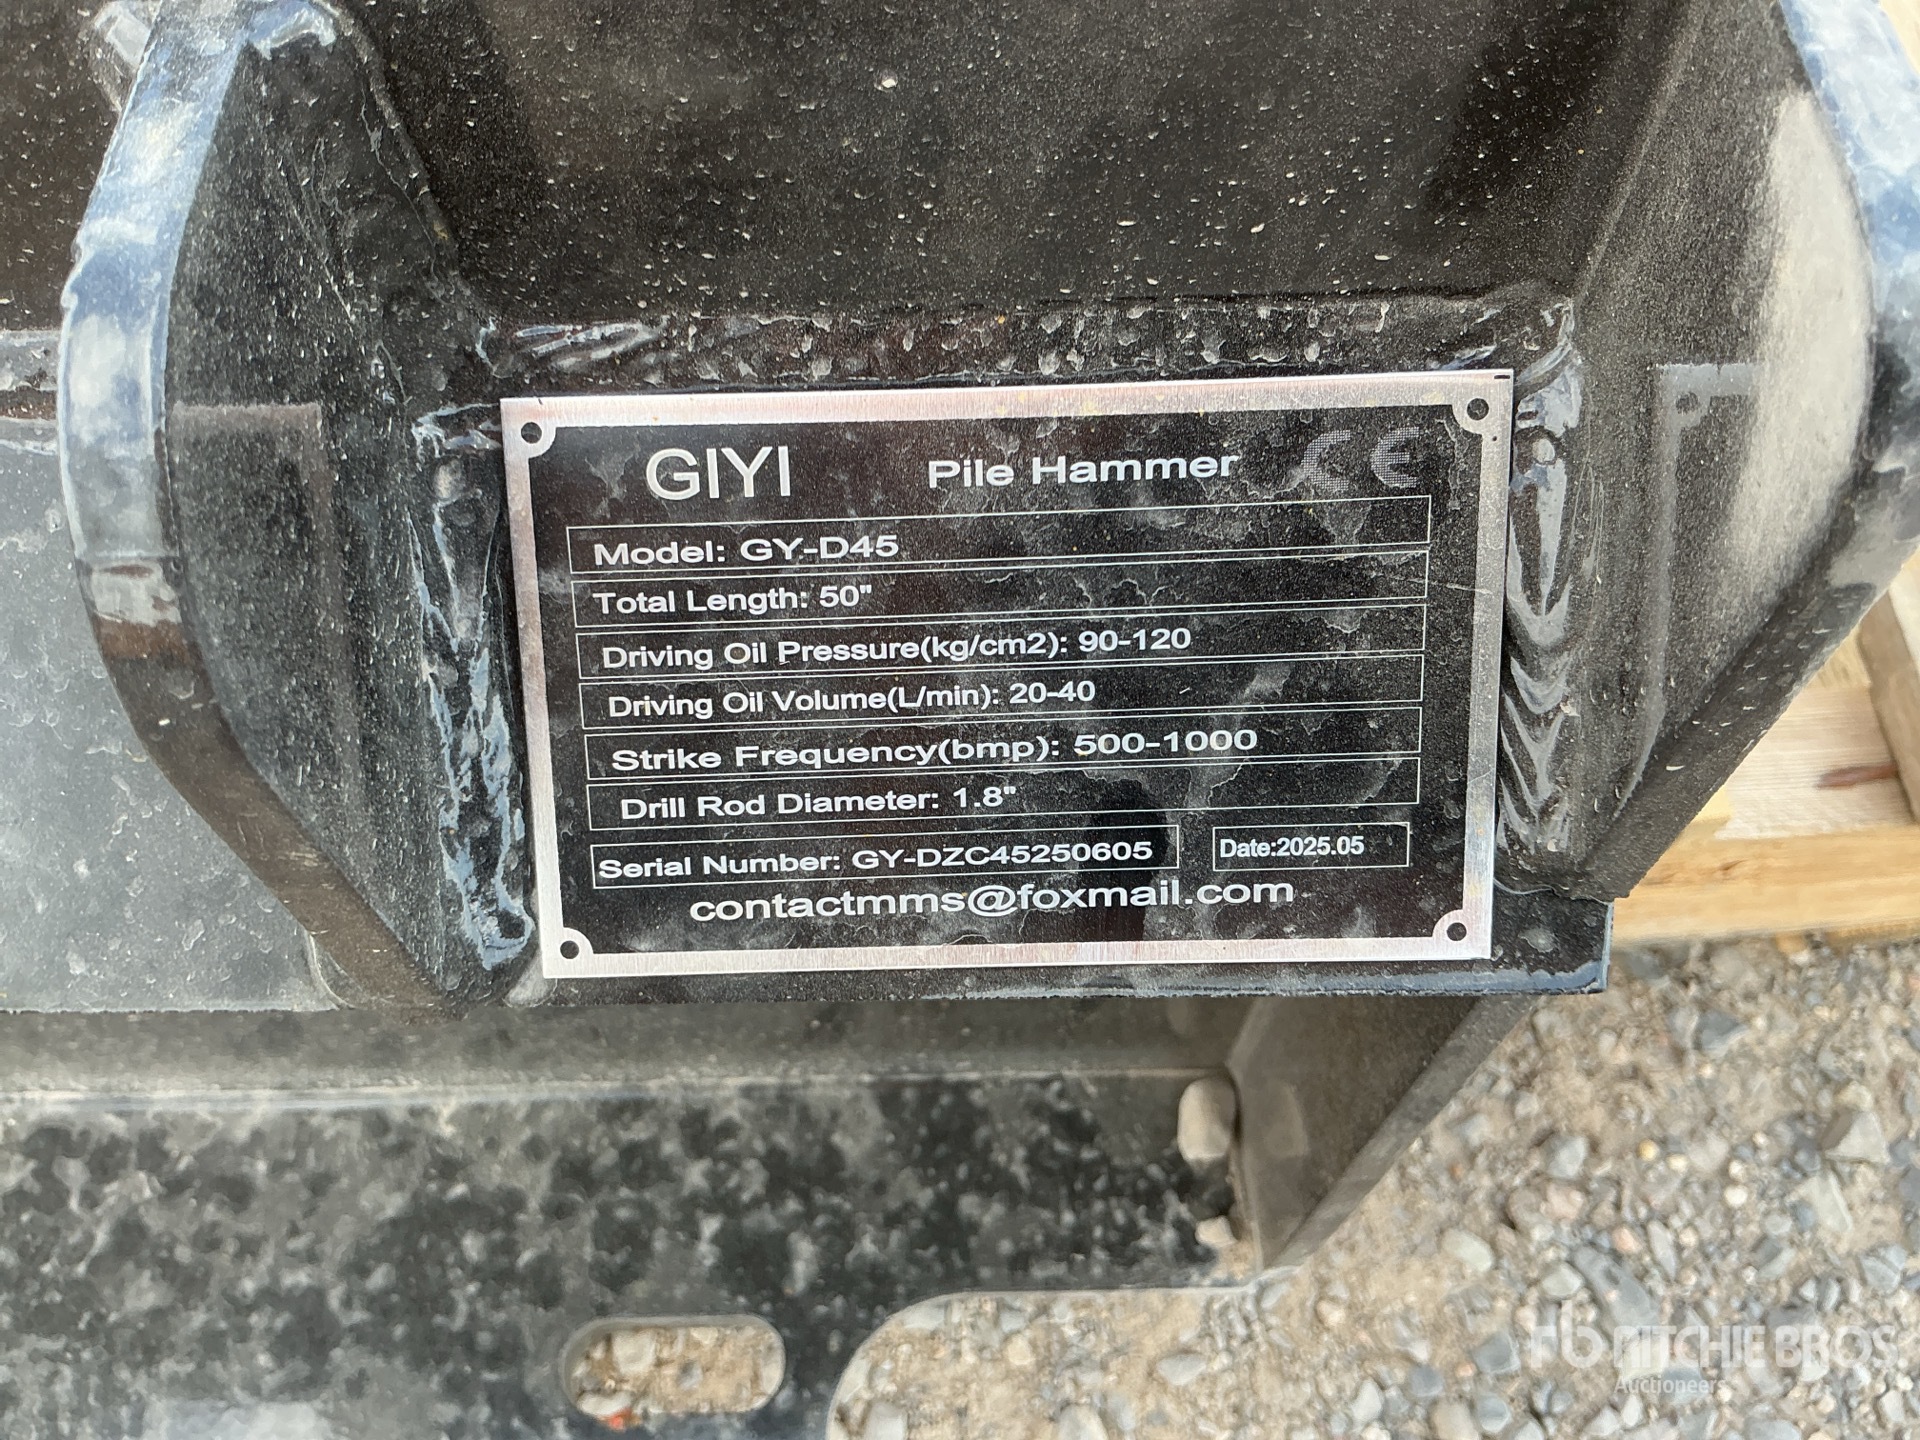 GIYI Pile Hammer CE
Model: GY-D45
Total Length: 50"
Driving Oil Pressure(kg/cm2): 90-120
Driving Oil Volume(L/min): 20-40
Strike Frequency(bmp): 500-1000
Drill Rod Diameter: 1.8"
Serial Number: GY-DZC45250605 Date:2025.05
contactmms@foxmail.com
rb RITCHIE BROS.
Auctioneers